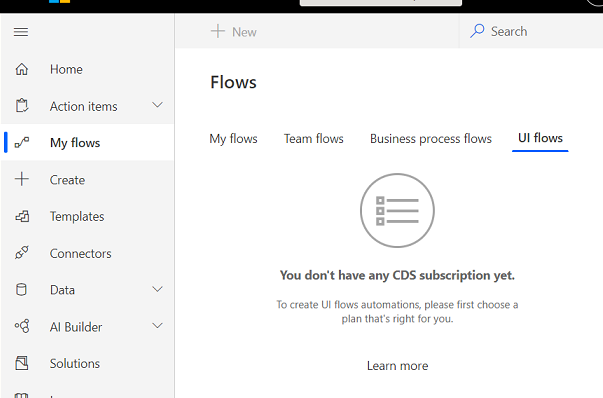 New
Search
Home
Action items
My flows
Create
Templates
Connectors
Data
AI Builder
Solutions
Flows
My flows Team flows Business process flows UI flows
You don't have any CDS subscription yet.
To create UI flows automations, please first choose a
plan that's right for you.
Learn more